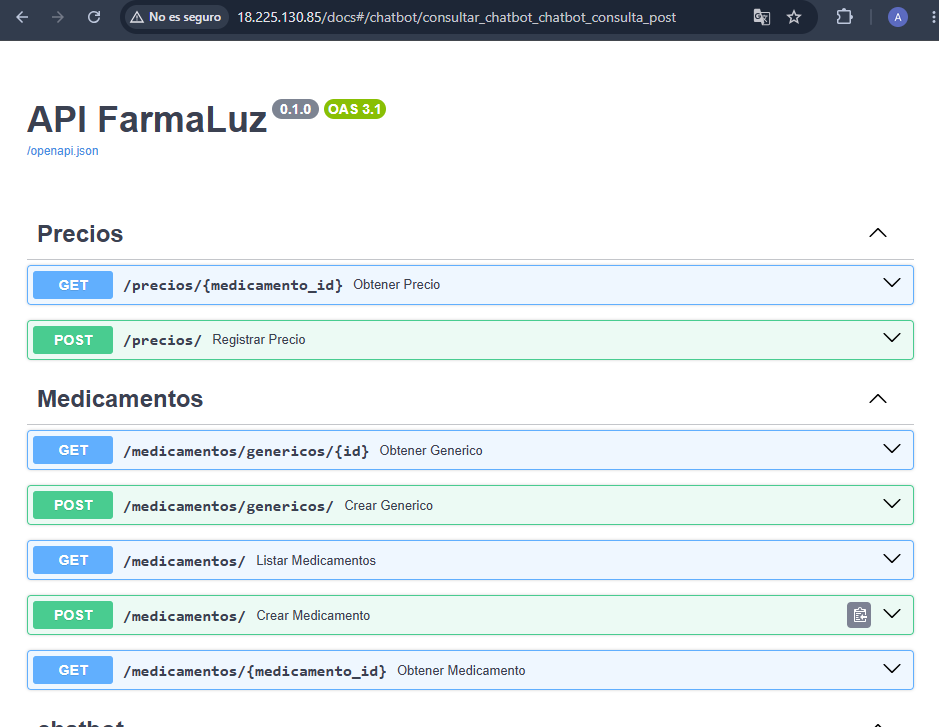 No es seguro 18.225.130.85/docs#/chatbot/consultar_chatbot_chatbot_consulta_post A
API FarmaLuz 0.1.0 OAS 3.1
/openapi.json
Precios
GET /precios/{medicamento_id} Obtener Precio
POST /precios/ Registrar Precio
Medicamentos
GET /medicamentos/genericos/{id} Obtener Generico
POST /medicamentos/genericos/ Crear Generico
GET /medicamentos/ Listar Medicamentos
POST /medicamentos/ Crear Medicamento
GET /medicamentos/{medicamento_id} Obtener Medicamento
chatbot